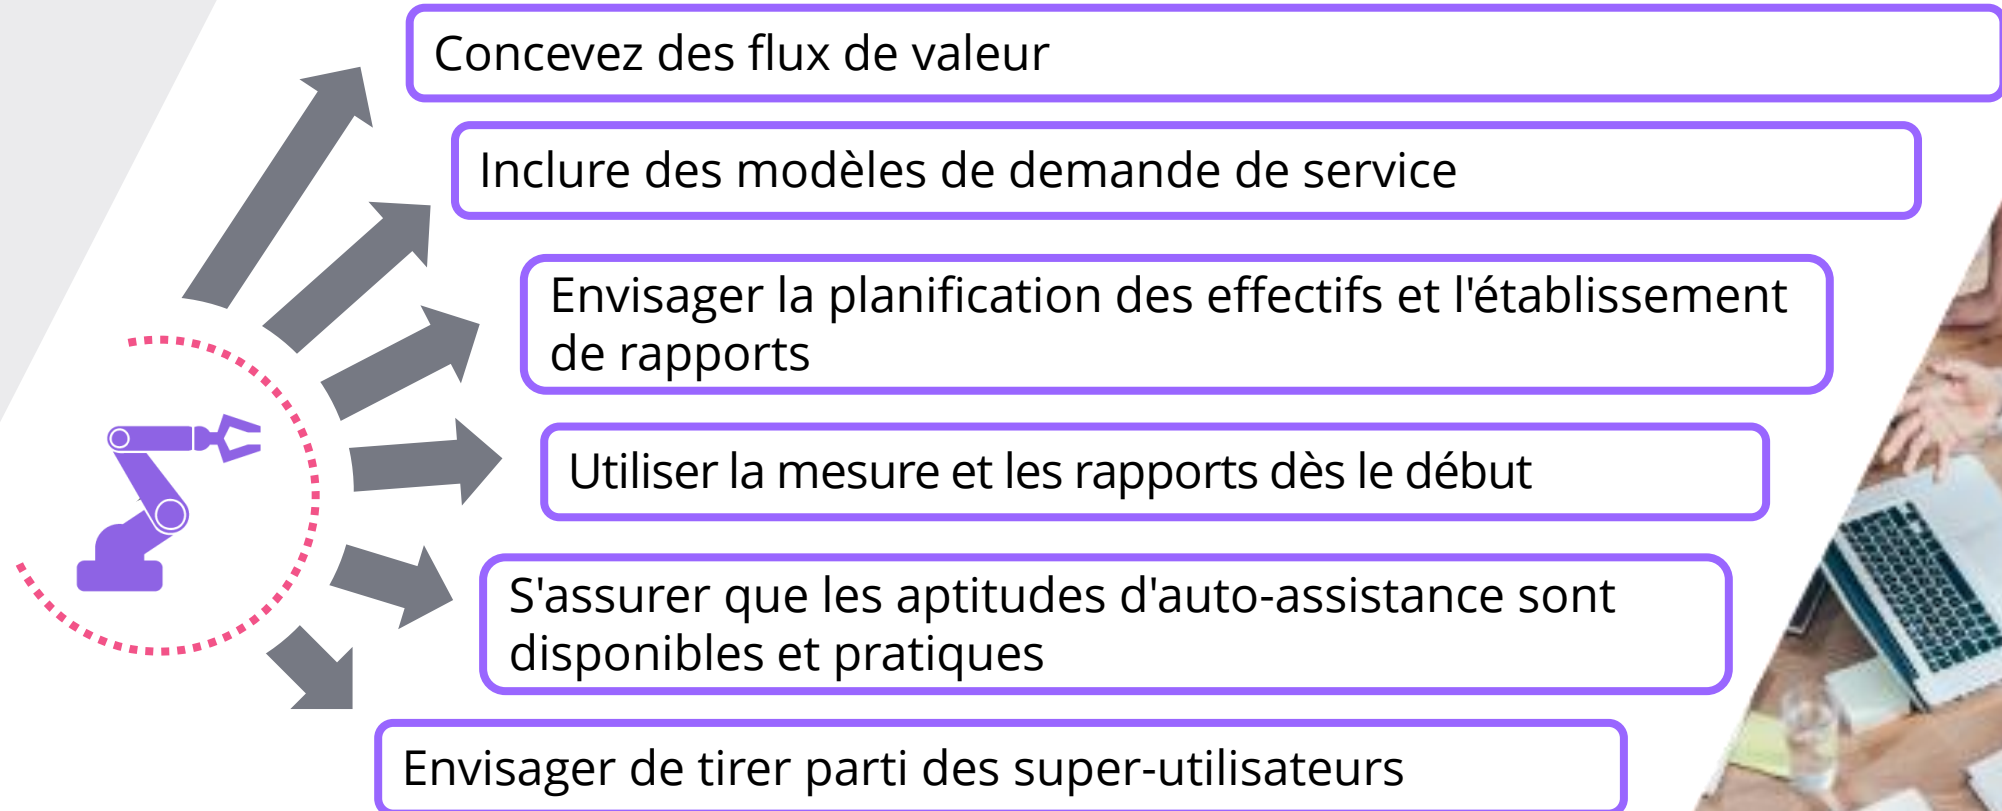 Concevez des flux de valeur
Inclure des modèles de demande de service
Envisager la planification des effectifs et l'établissement
de rapports
Utiliser la mesure et les rapports dès le début
S'assurer que les aptitudes d'auto-assistance sont
disponibles et pratiques
Envisager de tirer parti des super-utilisateurs